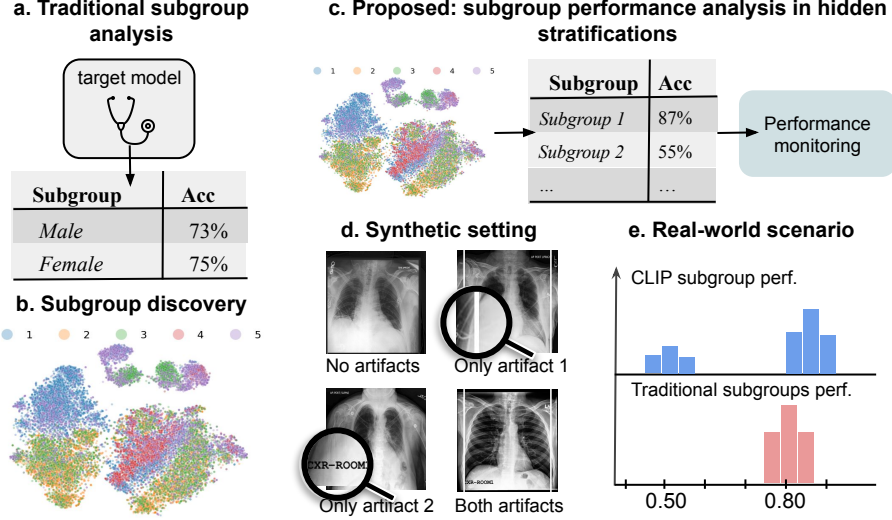 a. Traditional subgroup
analysis
target model
Subgroup Acc
Male 73%
Female 75%
b. Subgroup discovery
1 2 3 4 5
c. Proposed: subgroup performance analysis in hidden
stratifications
1 2 3 4 5
Subgroup Acc
Subgroup 1 87%
Subgroup 2 55%
... ...
Performance
monitoring
d. Synthetic setting
No artifacts
Only artifact 1
CXR-ROOM1
Only artifact 2
CXR-ROOM1
Both artifacts
e. Real-world scenario
CLIP subgroup perf.
Traditional subgroups perf.
0.50 0.80